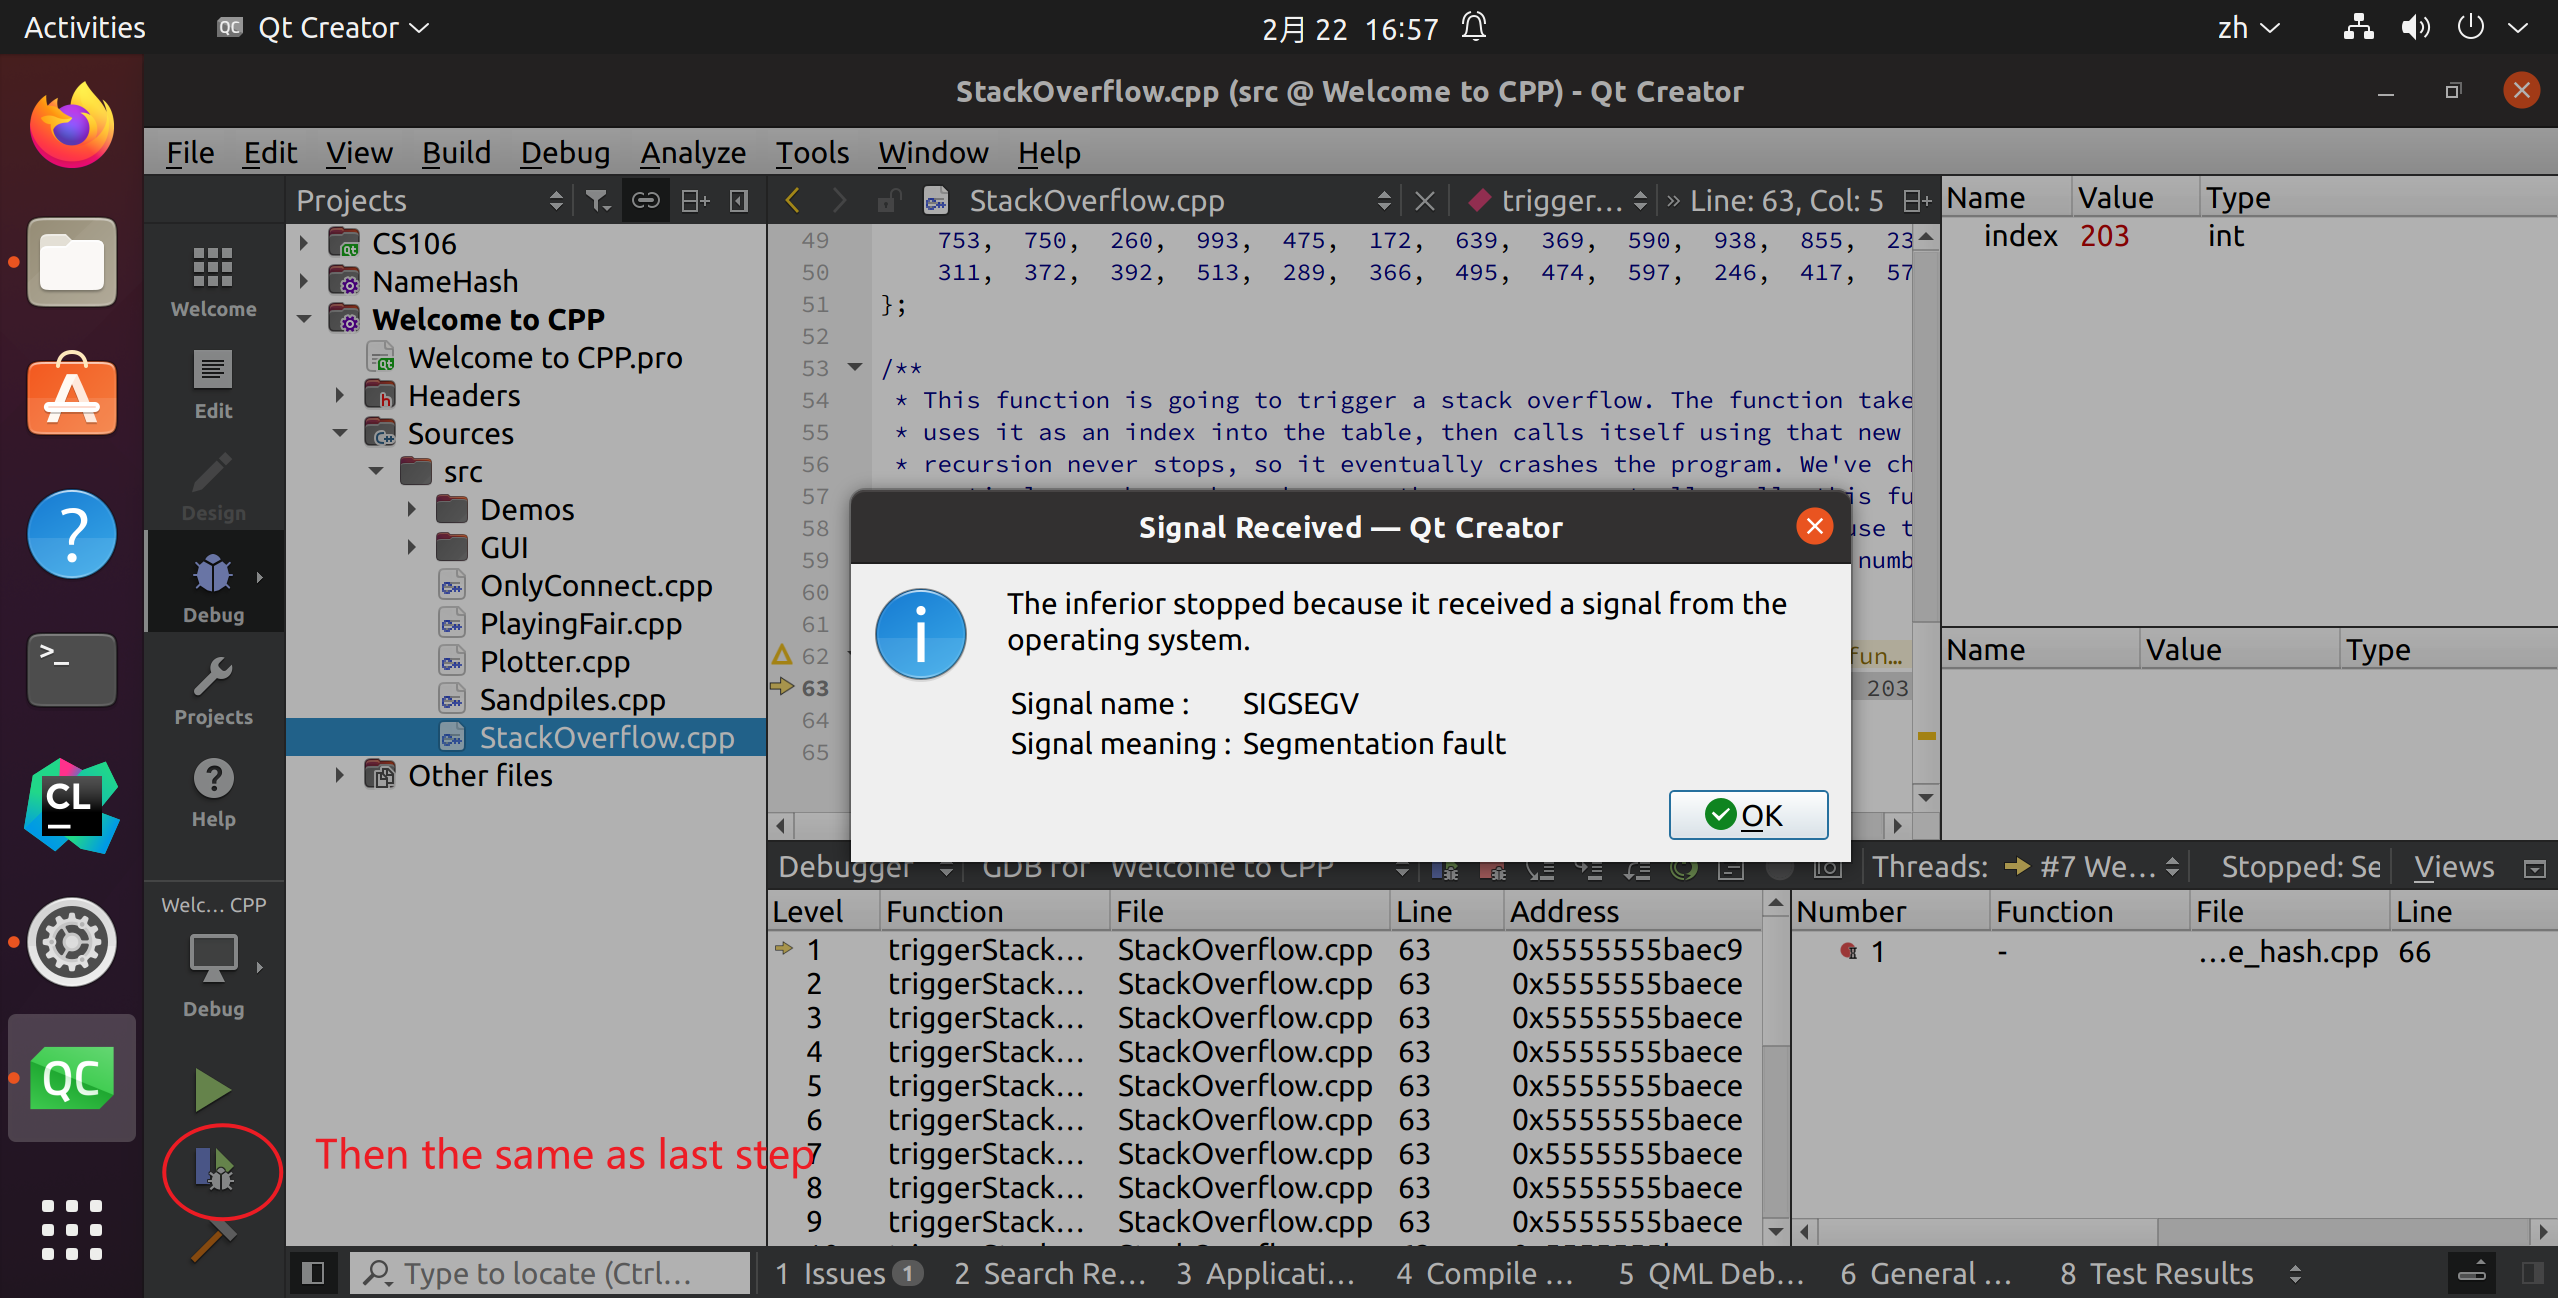 Activities
Qt Creator
2月 22 16:57
zh
StackOverflow.cpp (src @ Welcome to CPP) - Qt Creator
File Edit View Build Debug Analyze Tools Window Help
Projects
StackOverflow.cpp
trigger...
» Line: 63, Col: 5
Name Value Type
index 203 int
Name Value Type
Welcome
Edit
Design
Debug
Projects
Help
Welc... CPP
Debug
CS106
NameHash
Welcome to CPP
Welcome to CPP.pro
Headers
Sources
src
Demos
GUI
OnlyConnect.cpp
PlayingFair.cpp
Plotter.cpp
Sandpiles.cpp
StackOverflow.cpp
Other files
49 753, 750, 260, 993, 475, 172, 639, 369, 590, 938, 855, 23
50 311, 372, 392, 513, 289, 366, 495, 474, 597, 246, 417, 57
51 };
52
53 /**
54 * This function is going to trigger a stack overflow. The function take
55 * uses it as an index into the table, then calls itself using that new
56 * recursion never stops, so it eventually crashes the program. We've ch
57 is fu
58 use t
59 numb
60
61
62 fun...
63 203
64
65
Signal Received — Qt Creator
The inferior stopped because it received a signal from the
operating system.
Signal name : SIGSEGV
Signal meaning : Segmentation fault
OK
Debugger GDB for "Welcome to CPP"
Threads: #7 We... Stopped: Se Views
Level Function File Line Address
1 triggerStack... StackOverflow.cpp 63 0x5555555baec9
2 triggerStack... StackOverflow.cpp 63 0x5555555baece
3 triggerStack... StackOverflow.cpp 63 0x5555555baece
4 triggerStack... StackOverflow.cpp 63 0x5555555baece
5 triggerStack... StackOverflow.cpp 63 0x5555555baece
6 triggerStack... StackOverflow.cpp 63 0x5555555baece
7 triggerStack... StackOverflow.cpp 63 0x5555555baece
8 triggerStack... StackOverflow.cpp 63 0x5555555baece
9 triggerStack... StackOverflow.cpp 63 0x5555555baece
Number Function File Line
1 - ...e_hash.cpp 66
Then the same as last step
Type to locate (Ctrl...
1 Issues 1 2 Search Re... 3 Applicati... 4 Compile ... 5 QML Deb... 6 General ... 8 Test Results